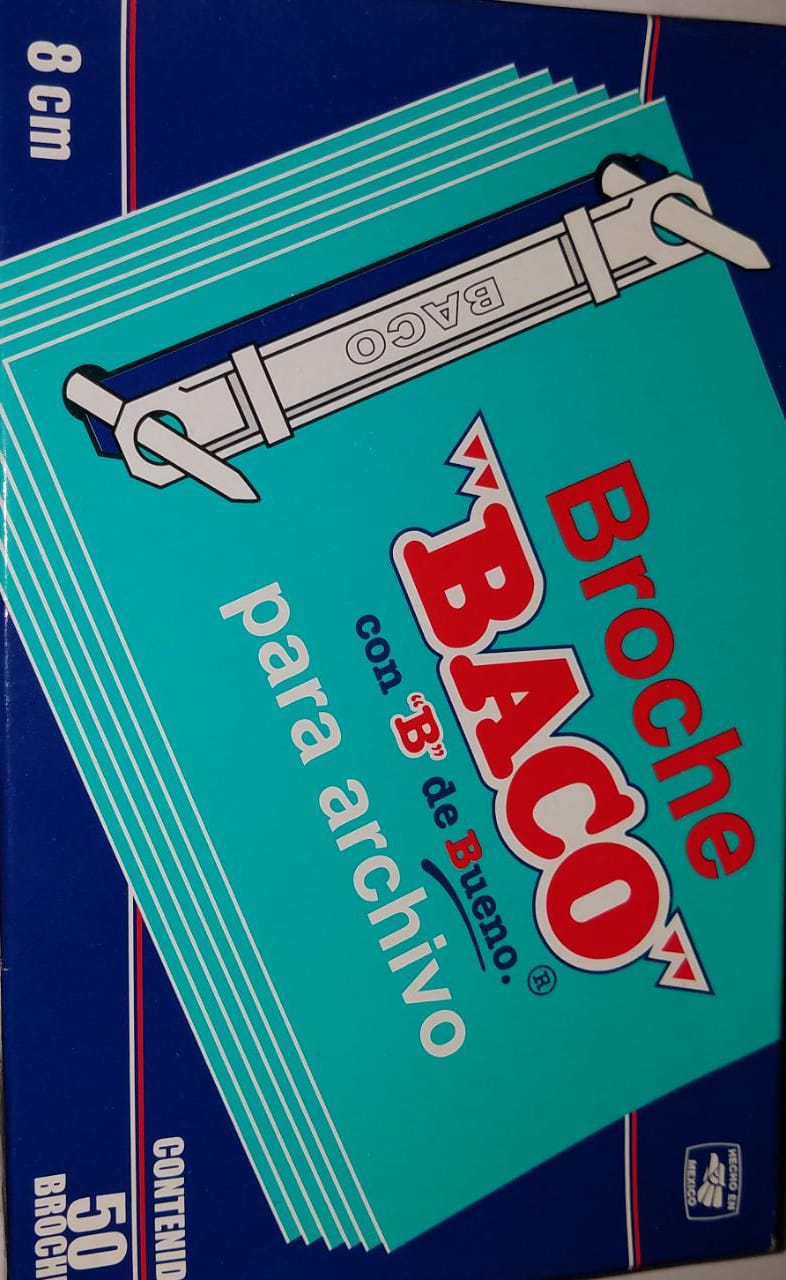 Broche
"BACO"
con "B" de Bueno.®
para archivo
BACO
8 cm
HECHO EN
MEXICO
CONTENID
50
BROCH